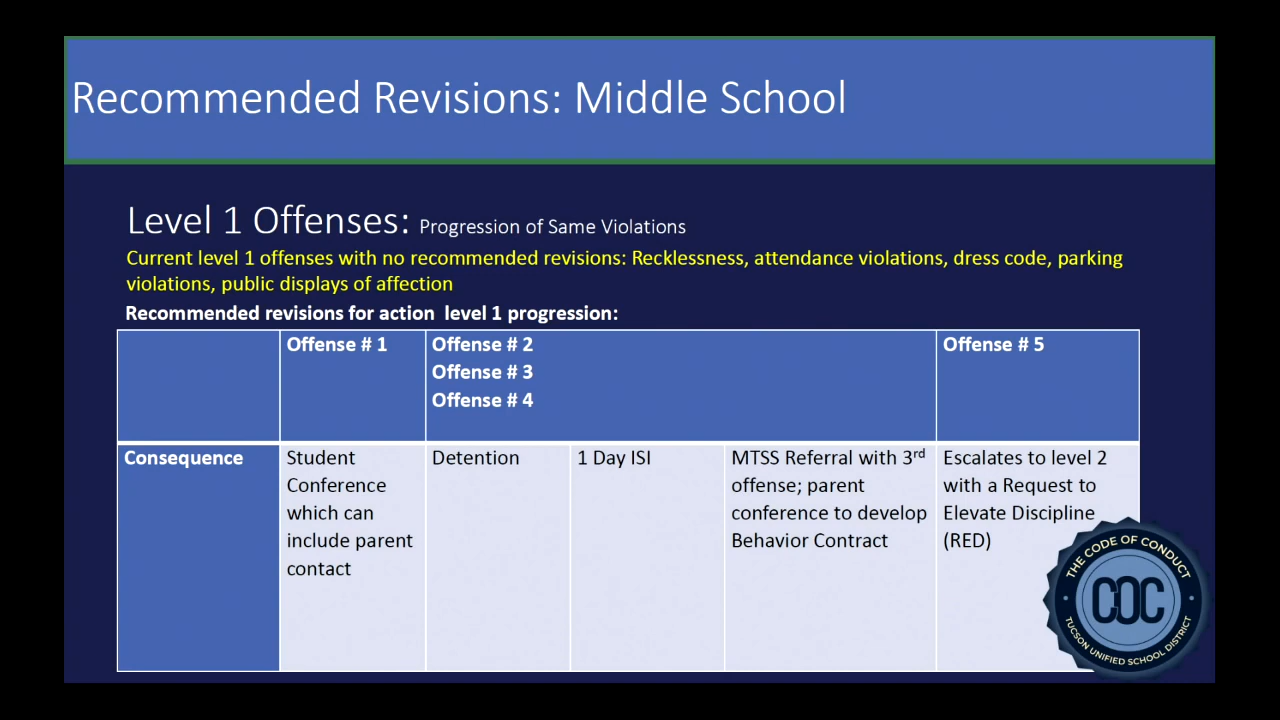 Recommended Revisions: Middle School
Level 1 Offenses: Progression of Same Violations
Current level 1 offenses with no recommended revisions: Recklessness, attendance violations, dress code, parking
violations, public displays of affection
Recommended revisions for action level 1 progression:
Offense # 1
Offense # 2
Offense # 3
Offense # 4
Offense # 5
Consequence
Student
Conference
which can
include parent
contact
Detention
1 Day ISI
MTSS Referral with 3rd
offense; parent
conference to develop
Behavior Contract
Escalates to level 2
with a Request to
Elevate Discipline
(RED)
THE CODE OF CONDUCT
COC
TUCSON UNIFIED SCHOOL DISTRICT